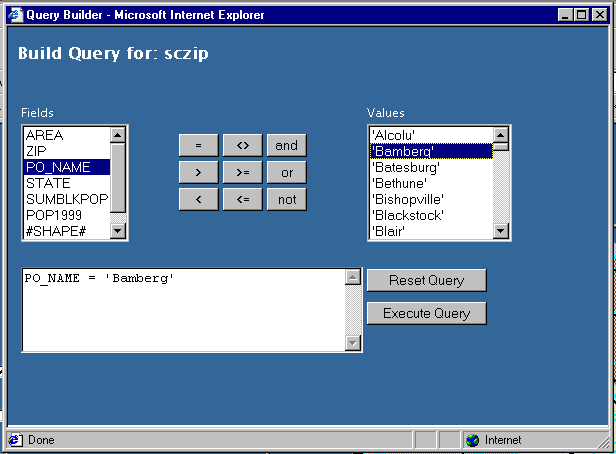 Query Builder - Microsoft Internet Explorer
Build Query for: sczip
Fields
Values
AREA
ZIP
PO_NAME
STATE
SUMBLKPOP
POP1999
#SHAPE#
= <> and
> >= or
< <= not
'Alcolu'
'Bamberg'
'Batesburg'
'Bethune'
'Bishopville'
'Blackstock'
'Blair'
PO_NAME = 'Bamberg'
Reset Query
Execute Query
Done
Internet